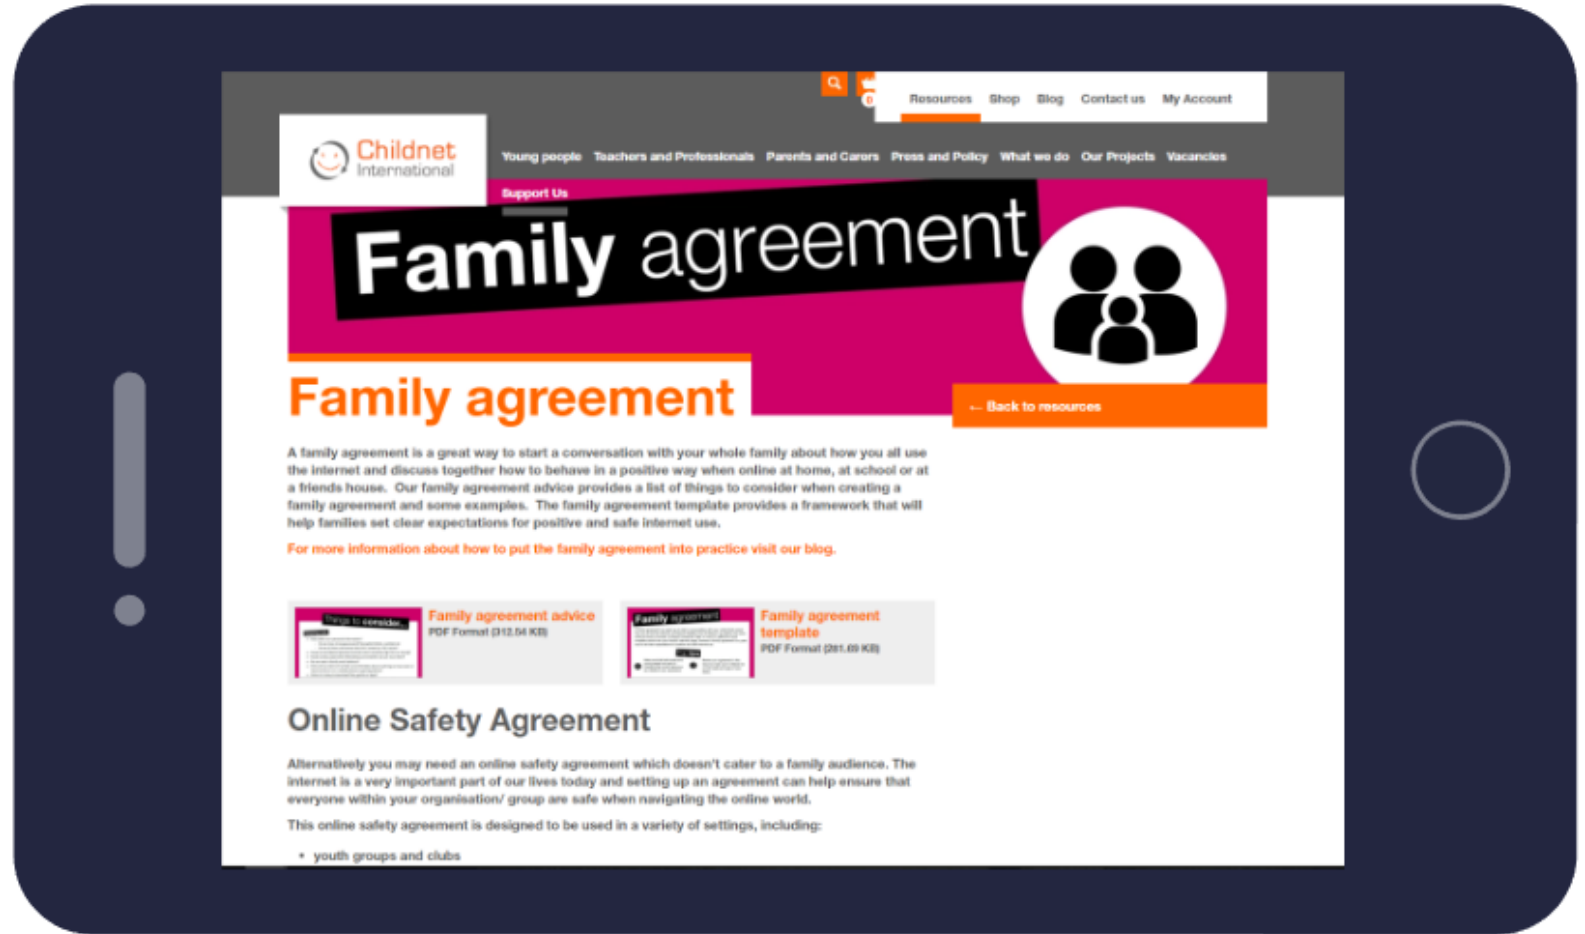 0
Resources Shop Blog Contact us My Account
Childnet
International
Young people Teachers and Professionals Parents and Carers Press and Policy What we do Our Projects Vacancies
Support Us
Family agreement
Family agreement
← Back to resources
A family agreement is a great way to start a conversation with your whole family about how you all use
the internet and discuss together how to behave in a positive way when online at home, at school or at
a friends house. Our family agreement advice provides a list of things to consider when creating a
family agreement and some examples. The family agreement template provides a framework that will
help families set clear expectations for positive and safe internet use.
For more information about how to put the family agreement into practice visit our blog.
Things to consider...
Family agreement advice
PDF Format (312.54 KB)
Family agreement
Family agreement
template
PDF Format (281.69 KB)
Online Safety Agreement
Alternatively you may need an online safety agreement which doesn't cater to a family audience. The
internet is a very important part of our lives today and setting up an agreement can help ensure that
everyone within your organisation/ group are safe when navigating the online world.
This online safety agreement is designed to be used in a variety of settings, including:
• youth groups and clubs